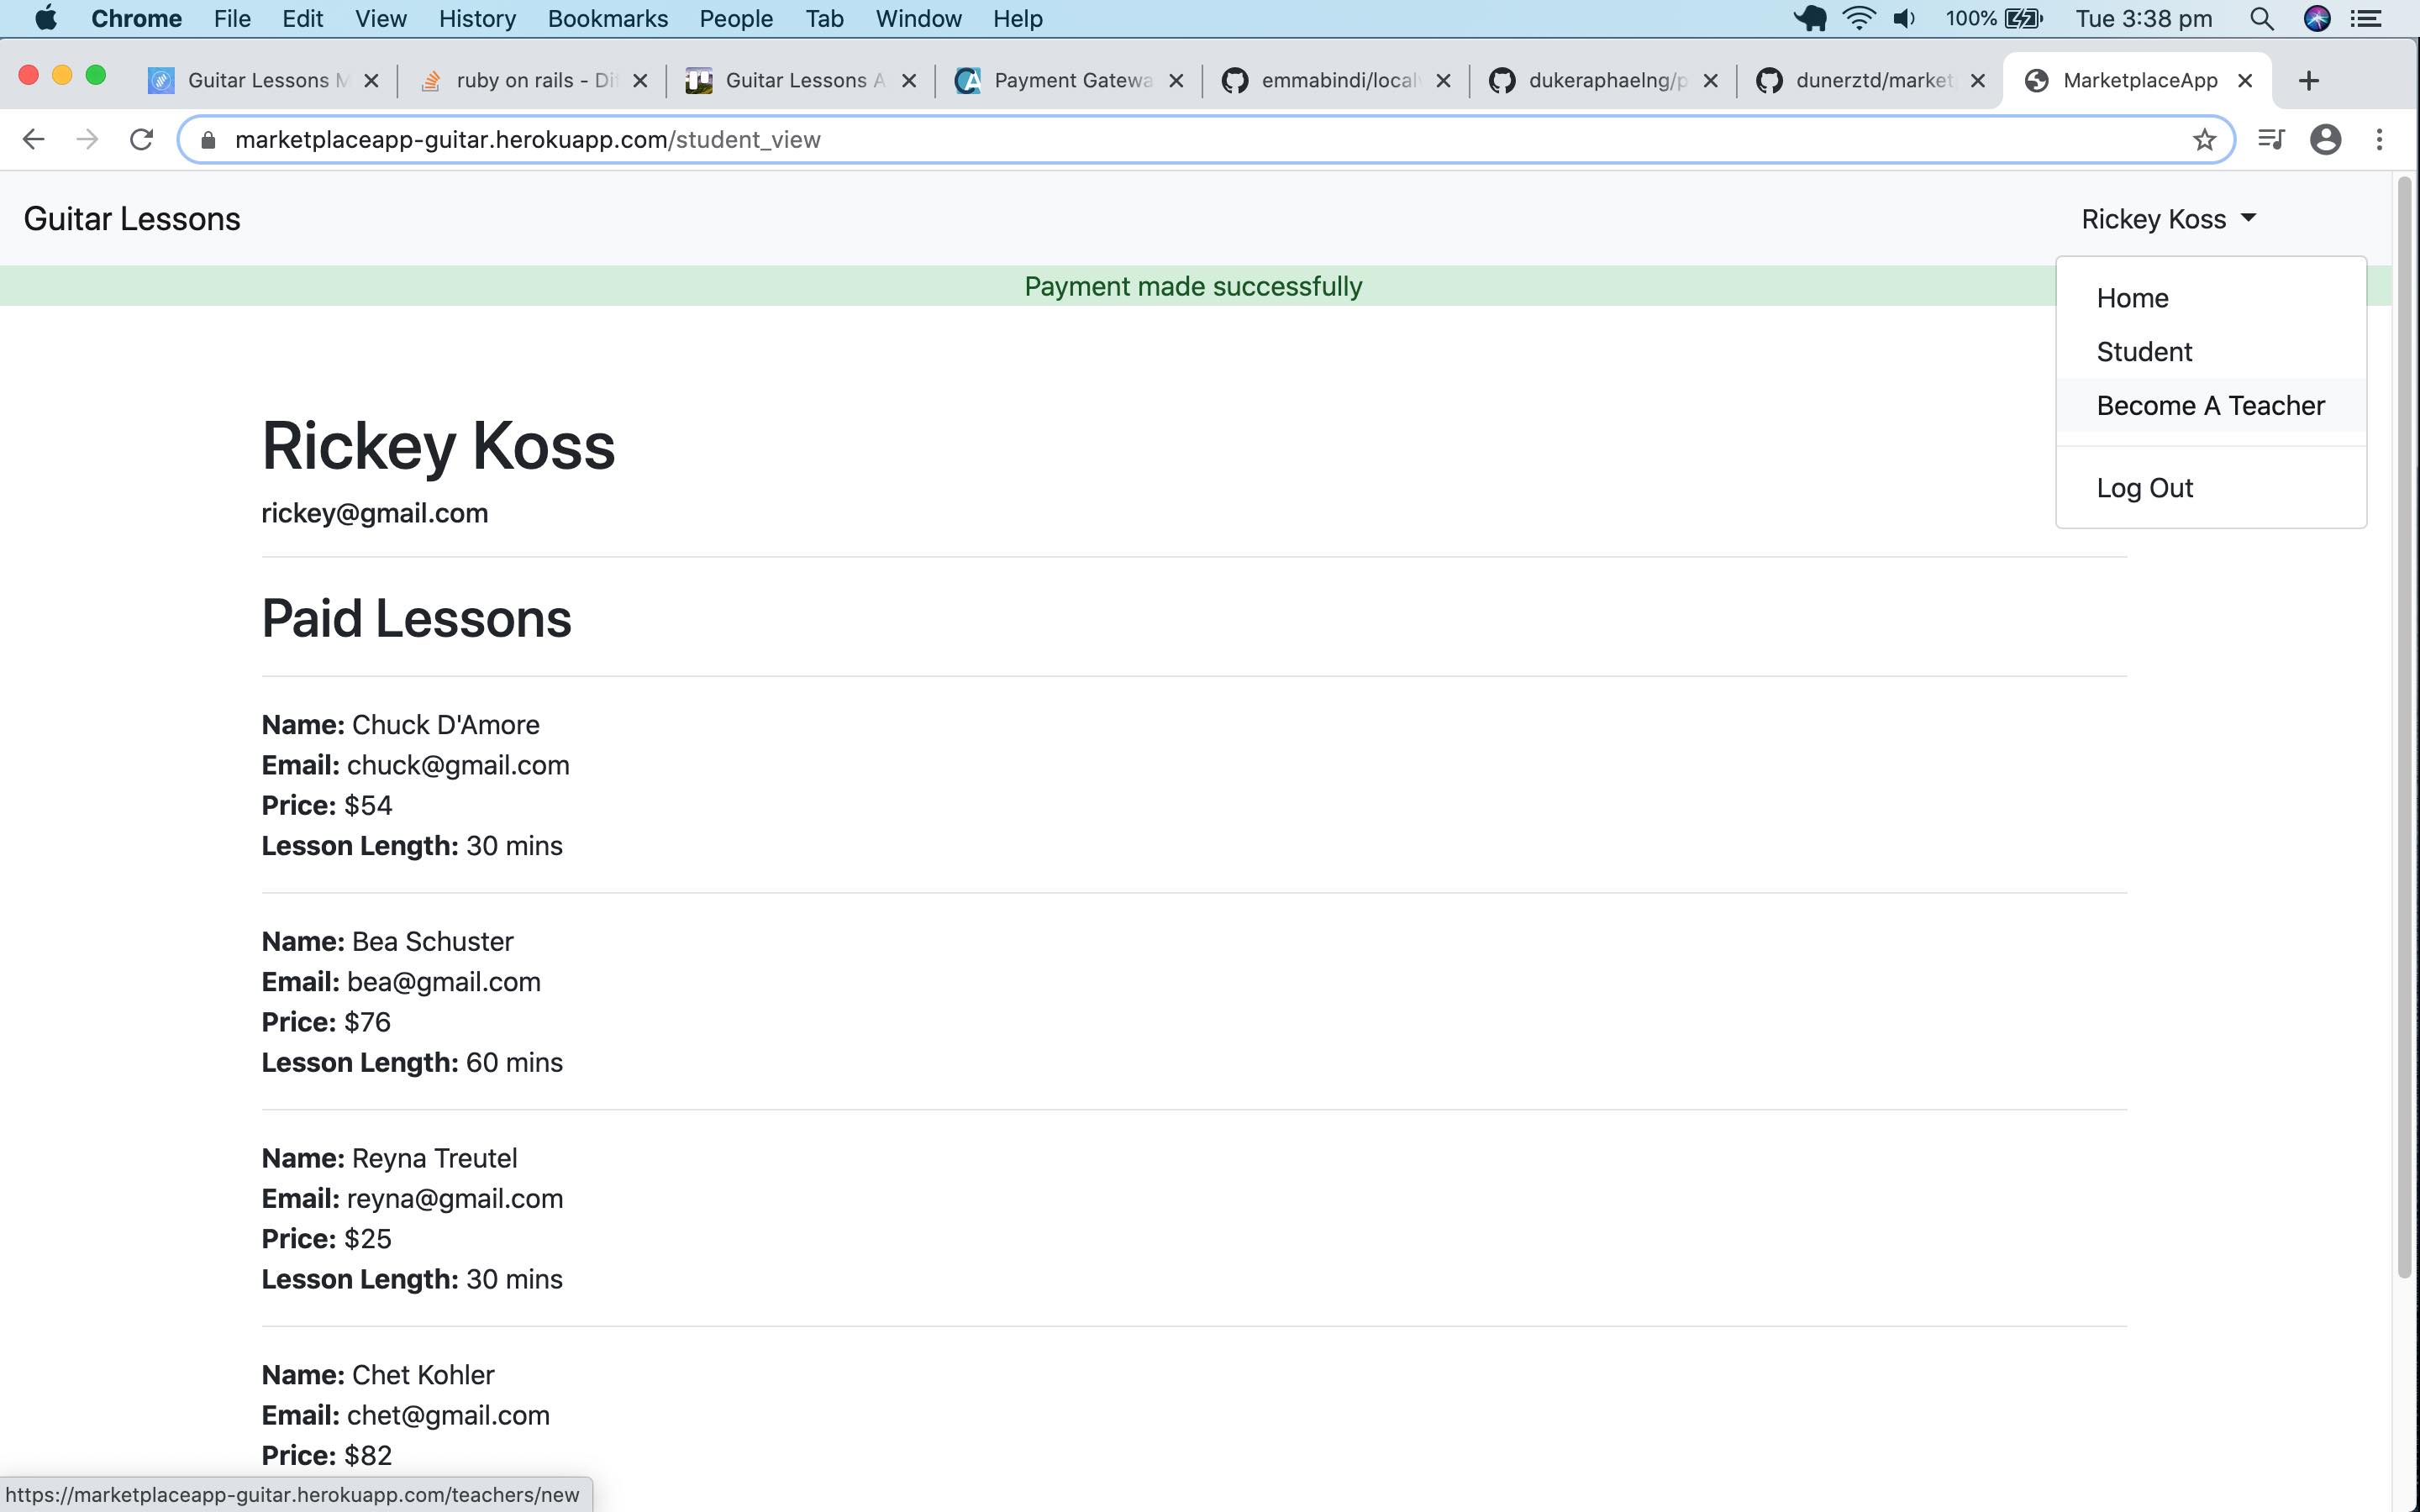 Chrome File Edit View History Bookmarks People Tab Window Help 100% Tue 3:38 pm
Guitar Lessons M ruby on rails - Dif Guitar Lessons A Payment Gatewa emmabindi/local dukeraphaelng/p dunerztd/market MarketplaceApp
marketplaceapp-guitar.herokuapp.com/student_view
Guitar Lessons
Rickey Koss
Payment made successfully
Home
Student
Become A Teacher
Log Out
Rickey Koss
rickey@gmail.com
Paid Lessons
Name: Chuck D'Amore
Email: chuck@gmail.com
Price: $54
Lesson Length: 30 mins
Name: Bea Schuster
Email: bea@gmail.com
Price: $76
Lesson Length: 60 mins
Name: Reyna Treutel
Email: reyna@gmail.com
Price: $25
Lesson Length: 30 mins
Name: Chet Kohler
Email: chet@gmail.com
Price: $82
https://marketplaceapp-guitar.herokuapp.com/teachers/new